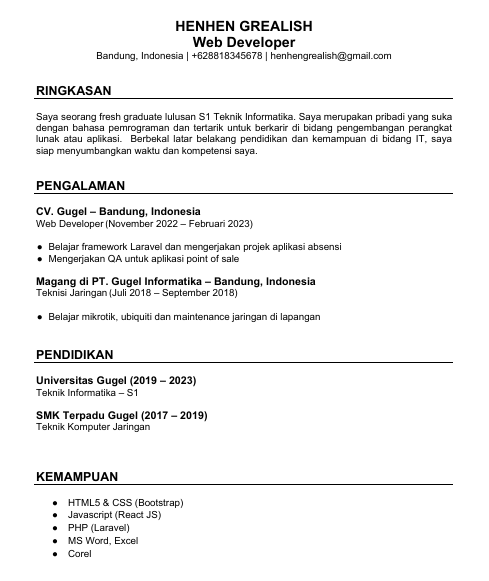 HENHEN GREALISH
Web Developer
Bandung, Indonesia | +628818345678 | henhengrealish@gmail.com
RINGKASAN
Saya seorang fresh graduate lulusan S1 Teknik Informatika. Saya merupakan pribadi yang suka
dengan bahasa pemrograman dan tertarik untuk berkarir di bidang pengembangan perangkat
lunak atau aplikasi. Berbekal latar belakang pendidikan dan kemampuan di bidang IT, saya
siap menyumbangkan waktu dan kompetensi saya.
PENGALAMAN
CV. Gugel – Bandung, Indonesia
Web Developer (November 2022 – Februari 2023)
● Belajar framework Laravel dan mengerjakan projek aplikasi absensi
● Mengerjakan QA untuk aplikasi point of sale
Magang di PT. Gugel Informatika – Bandung, Indonesia
Teknisi Jaringan (Juli 2018 – September 2018)
● Belajar mikrotik, ubiquiti dan maintenance jaringan di lapangan
PENDIDIKAN
Universitas Gugel (2019 – 2023)
Teknik Informatika – S1
SMK Terpadu Gugel (2017 – 2019)
Teknik Komputer Jaringan
KEMAMPUAN
● HTML5 & CSS (Bootstrap)
● Javascript (React JS)
● PHP (Laravel)
● MS Word, Excel
● Corel